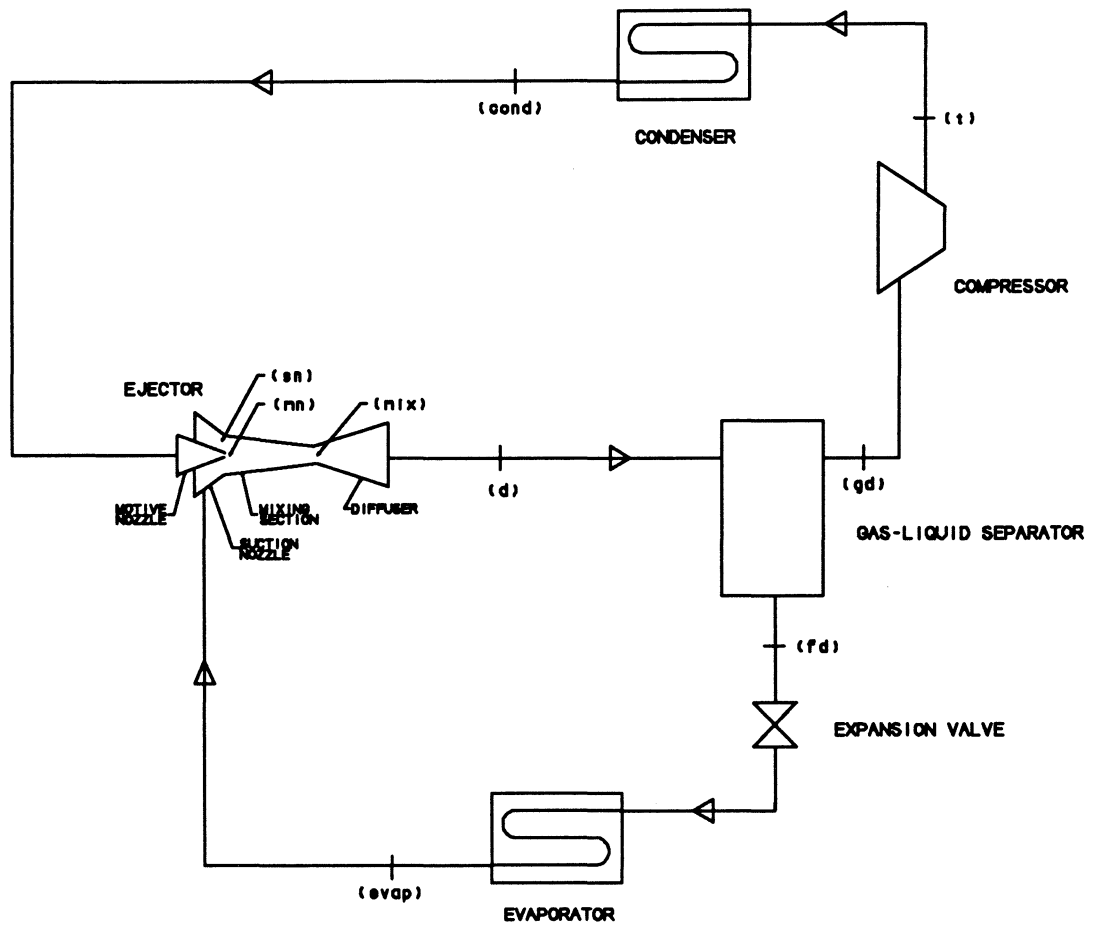 (cond)
CONDENSER
(t)
COMPRESSOR
EJECTOR
(sn)
(mn)
(mix)
(d)
(gd)
MOTIVE
NOZZLE
MIXING
SECTION
DIFFUSER
SUCTION
NOZZLE
GAS-LIQUID SEPARATOR
(fd)
EXPANSION VALVE
(evap)
EVAPORATOR